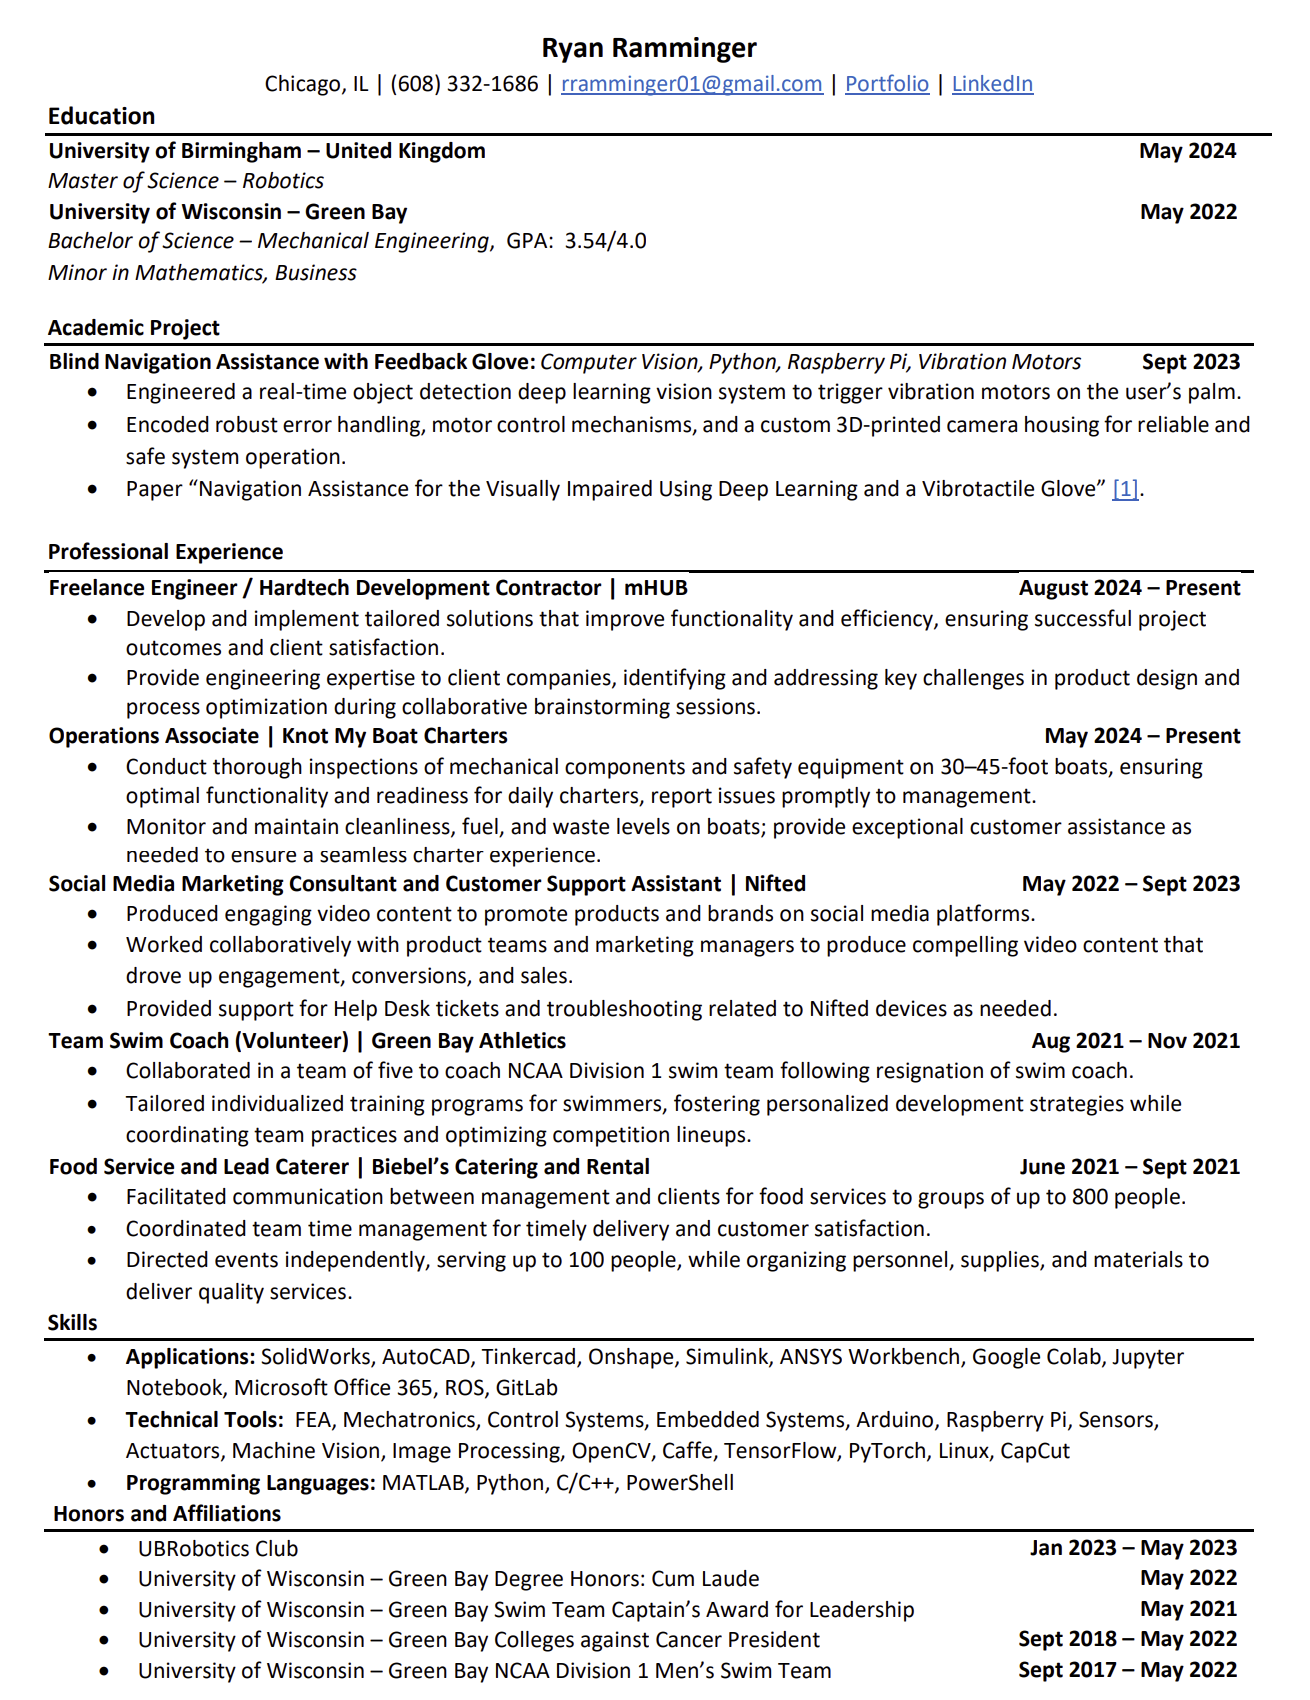 Ryan Ramminger
Chicago, IL | (608) 332-1686 | rramminger01@gmail.com | Portfolio | LinkedIn
Education
University of Birmingham – United Kingdom May 2024
Master of Science – Robotics
University of Wisconsin – Green Bay May 2022
Bachelor of Science – Mechanical Engineering, GPA: 3.54/4.0
Minor in Mathematics, Business
Academic Project
Blind Navigation Assistance with Feedback Glove: Computer Vision, Python, Raspberry Pi, Vibration Motors Sept 2023
• Engineered a real-time object detection deep learning vision system to trigger vibration motors on the user’s palm.
• Encoded robust error handling, motor control mechanisms, and a custom 3D-printed camera housing for reliable and
safe system operation.
• Paper “Navigation Assistance for the Visually Impaired Using Deep Learning and a Vibrotactile Glove” [1].
Professional Experience
Freelance Engineer / Hardtech Development Contractor | mHUB August 2024 – Present
• Develop and implement tailored solutions that improve functionality and efficiency, ensuring successful project
outcomes and client satisfaction.
• Provide engineering expertise to client companies, identifying and addressing key challenges in product design and
process optimization during collaborative brainstorming sessions.
Operations Associate | Knot My Boat Charters May 2024 – Present
• Conduct thorough inspections of mechanical components and safety equipment on 30–45-foot boats, ensuring
optimal functionality and readiness for daily charters, report issues promptly to management.
• Monitor and maintain cleanliness, fuel, and waste levels on boats; provide exceptional customer assistance as
needed to ensure a seamless charter experience.
Social Media Marketing Consultant and Customer Support Assistant | Nifted May 2022 – Sept 2023
• Produced engaging video content to promote products and brands on social media platforms.
• Worked collaboratively with product teams and marketing managers to produce compelling video content that
drove up engagement, conversions, and sales.
• Provided support for Help Desk tickets and troubleshooting related to Nifted devices as needed.
Team Swim Coach (Volunteer) | Green Bay Athletics Aug 2021 – Nov 2021
• Collaborated in a team of five to coach NCAA Division 1 swim team following resignation of swim coach.
• Tailored individualized training programs for swimmers, fostering personalized development strategies while
coordinating team practices and optimizing competition lineups.
Food Service and Lead Caterer | Biebel’s Catering and Rental June 2021 – Sept 2021
• Facilitated communication between management and clients for food services to groups of up to 800 people.
• Coordinated team time management for timely delivery and customer satisfaction.
• Directed events independently, serving up to 100 people, while organizing personnel, supplies, and materials to
deliver quality services.
Skills
• Applications: SolidWorks, AutoCAD, Tinkercad, Onshape, Simulink, ANSYS Workbench, Google Colab, Jupyter
Notebook, Microsoft Office 365, ROS, GitLab
• Technical Tools: FEA, Mechatronics, Control Systems, Embedded Systems, Arduino, Raspberry Pi, Sensors,
Actuators, Machine Vision, Image Processing, OpenCV, Caffe, TensorFlow, PyTorch, Linux, CapCut
• Programming Languages: MATLAB, Python, C/C++, PowerShell
Honors and Affiliations
• UBRobotics Club Jan 2023 – May 2023
• University of Wisconsin – Green Bay Degree Honors: Cum Laude May 2022
• University of Wisconsin – Green Bay Swim Team Captain’s Award for Leadership May 2021
• University of Wisconsin – Green Bay Colleges against Cancer President Sept 2018 – May 2022
• University of Wisconsin – Green Bay NCAA Division 1 Men’s Swim Team Sept 2017 – May 2022